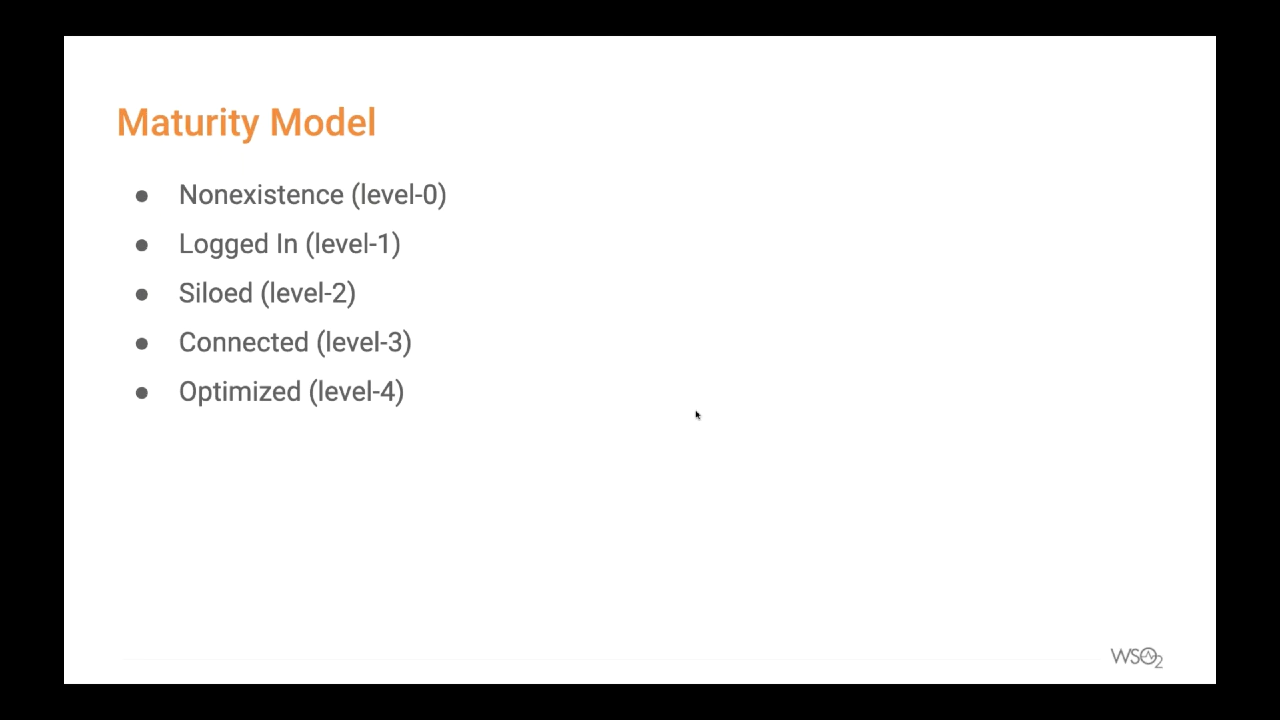 Maturity Model
● Nonexistence (level-0)
● Logged In (level-1)
● Siloed (level-2)
● Connected (level-3)
● Optimized (level-4)
WSO2